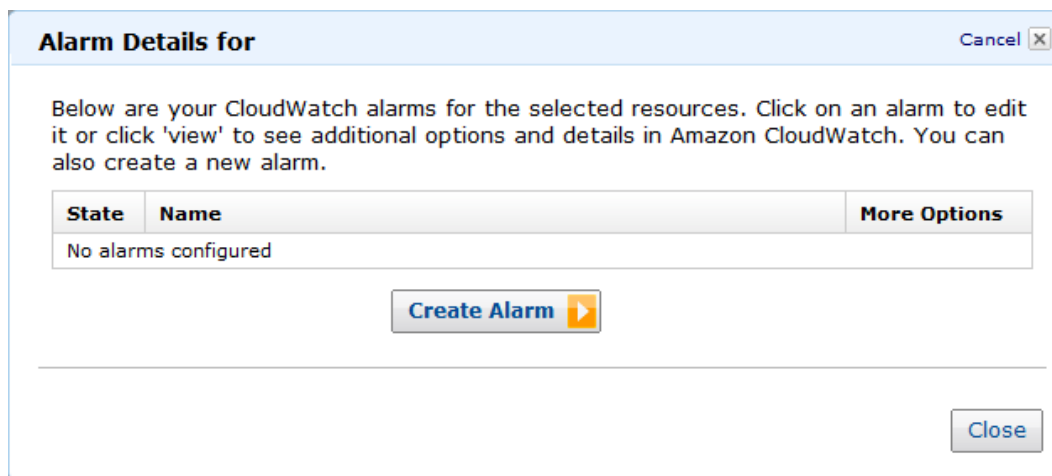 Alarm Details for
Cancel
Below are your CloudWatch alarms for the selected resources. Click on an alarm to edit
it or click 'view' to see additional options and details in Amazon CloudWatch. You can
also create a new alarm.
State Name More Options
No alarms configured
Create Alarm
Close